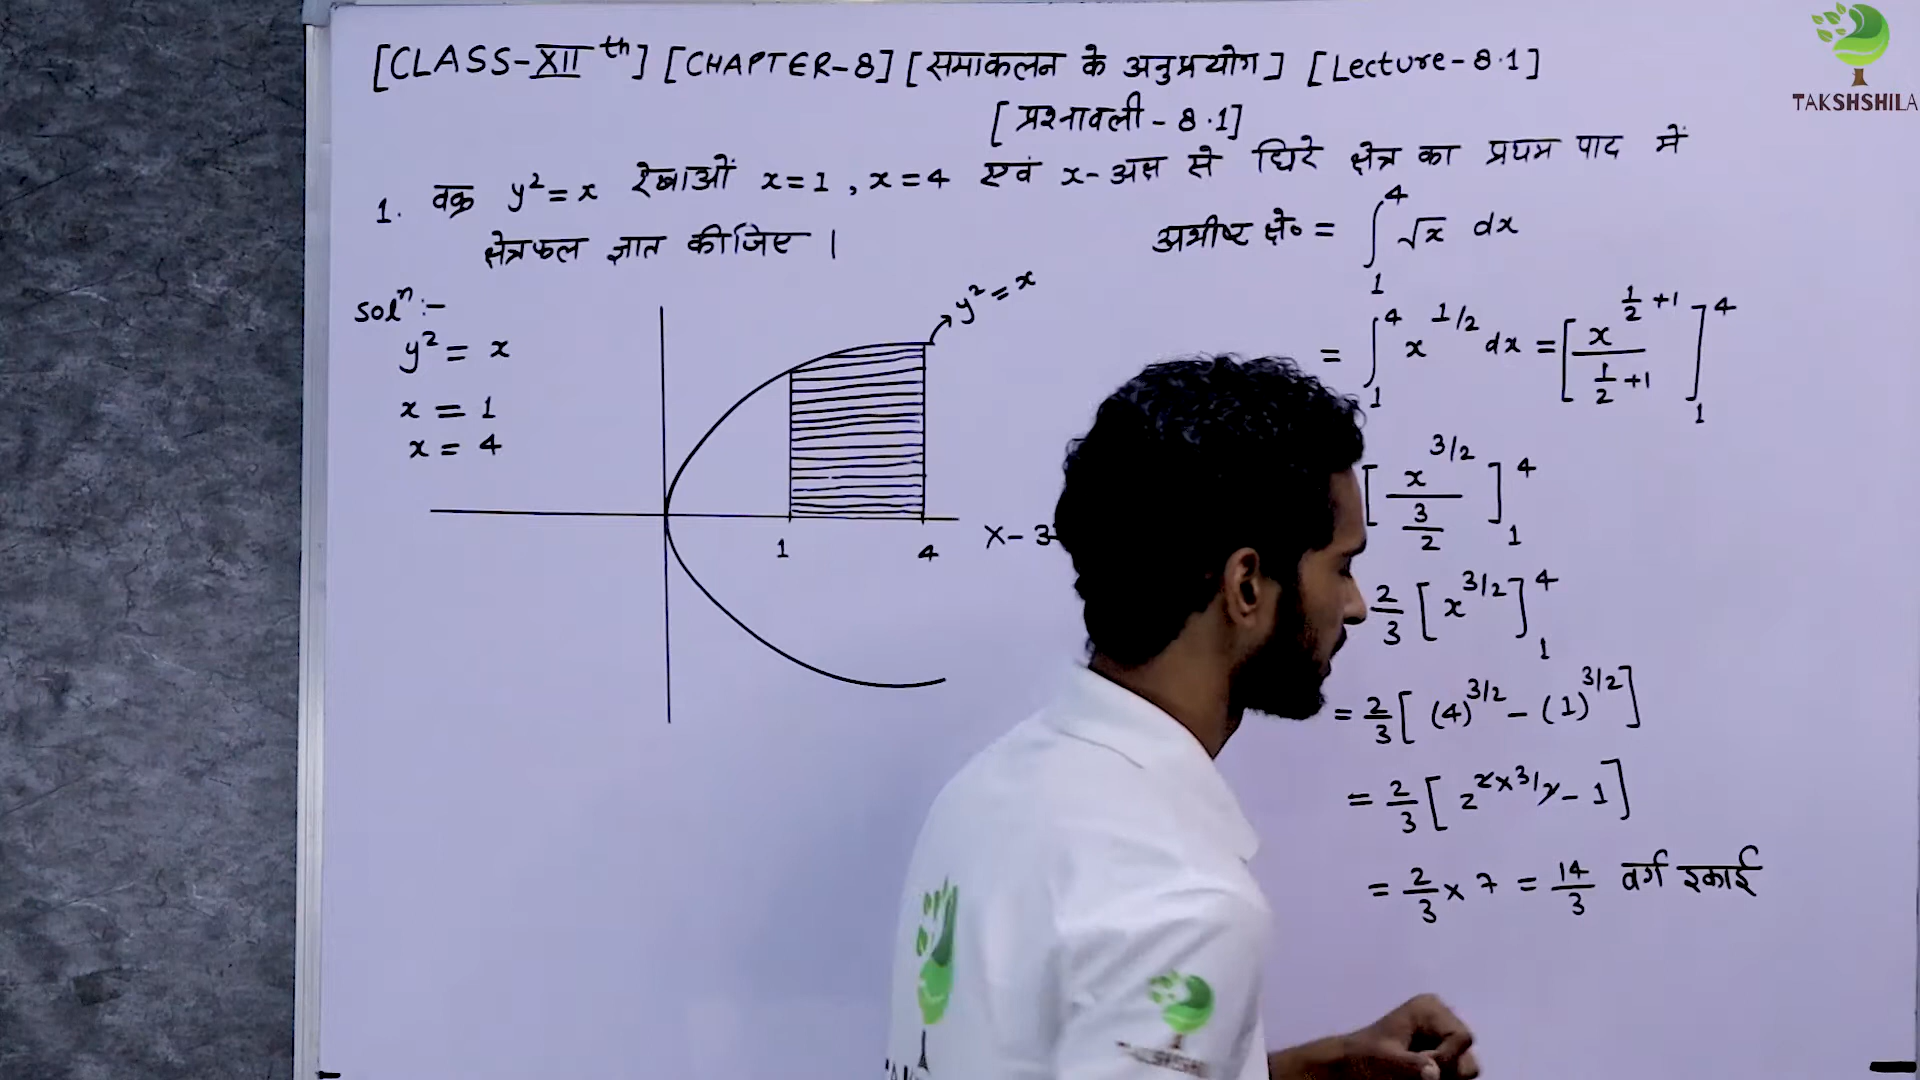 [CLASS-XII th] [CHAPTER-8] [समाकलन के अनुप्रयोग] [Lecture-8.1]
[प्रश्नावली-8.1]
1. वक्र y² = x रेखाओं x=1, x=4 एवं x-अक्ष से घिरे क्षेत्र का प्रथम पाद में
क्षेत्रफल ज्ञात कीजिए।
Solⁿ:-
y² = x
x = 1
x = 4
y² = x
1
4
X-
अभीष्ट क्षे० = ∫₁⁴ √x dx
= ∫₁⁴ x^1/2 dx = [x^(1/2 +1) / (1/2 +1)]₁⁴
[x^3/2 / (3/2)]₁⁴
2/3 [x^3/2]₁⁴
= 2/3 [(4)^3/2 - (1)^3/2]
= 2/3 [2^(2×3/2) - 1]
= 2/3 × 7 = 14/3 वर्ग इकाई
TAKSHSHILA